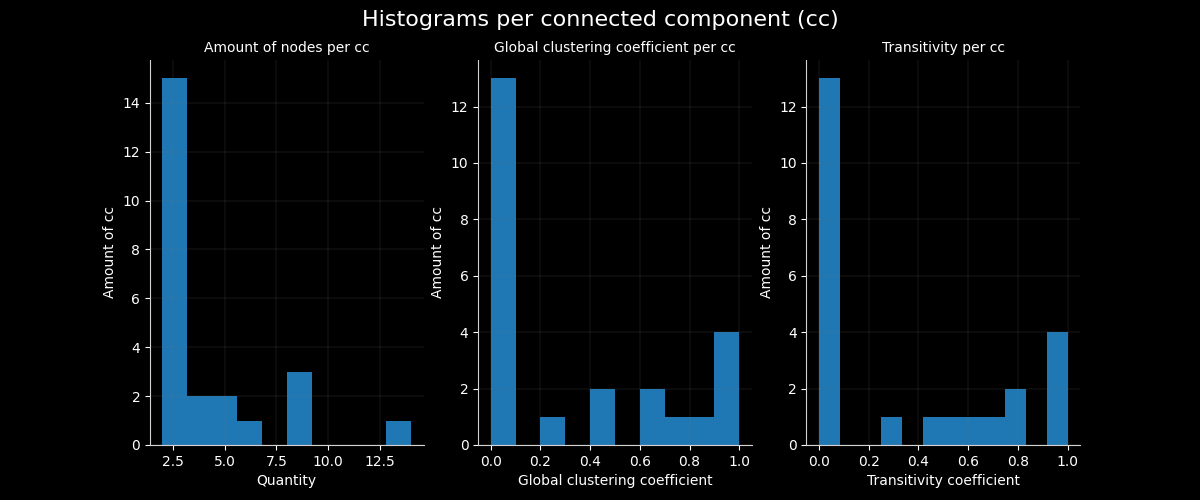 Histograms per connected component (cc)
Amount of nodes per cc
Global clustering coefficient per cc
Transitivity per cc
Amount of cc
14
12
10
8
6
4
2
0
2.5 5.0 7.5 10.0 12.5
Quantity
Amount of cc
12
10
8
6
4
2
0
0.0 0.2 0.4 0.6 0.8 1.0
Global clustering coefficient
Amount of cc
12
10
8
6
4
2
0
0.0 0.2 0.4 0.6 0.8 1.0
Transitivity coefficient